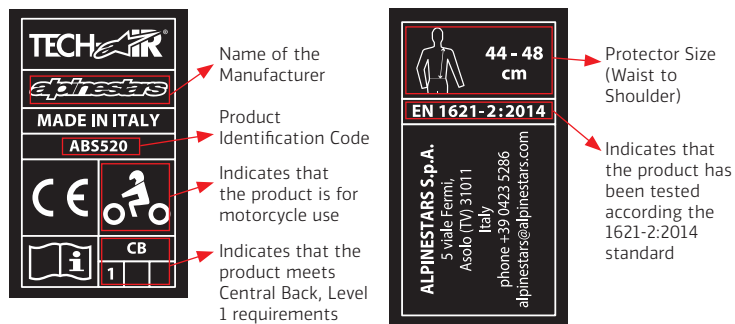 TECH-AIR®
alpinestars
MADE IN ITALY
ABS520
CE
i
CB
1
Name of the
Manufacturer
Product
Identification Code
Indicates that
the product is for
motorcycle use
Indicates that the
product meets
Central Back, Level
1 requirements
44 - 48
cm
EN 1621-2:2014
ALPINESTARS S.p.A.
5 viale Fermi,
Asolo (TV) 31011
Italy
phone +39 0423 5286
alpinestars@alpinestars.com
Protector Size
(Waist to
Shoulder)
Indicates that
the product has
been tested
according the
1621-2:2014
standard